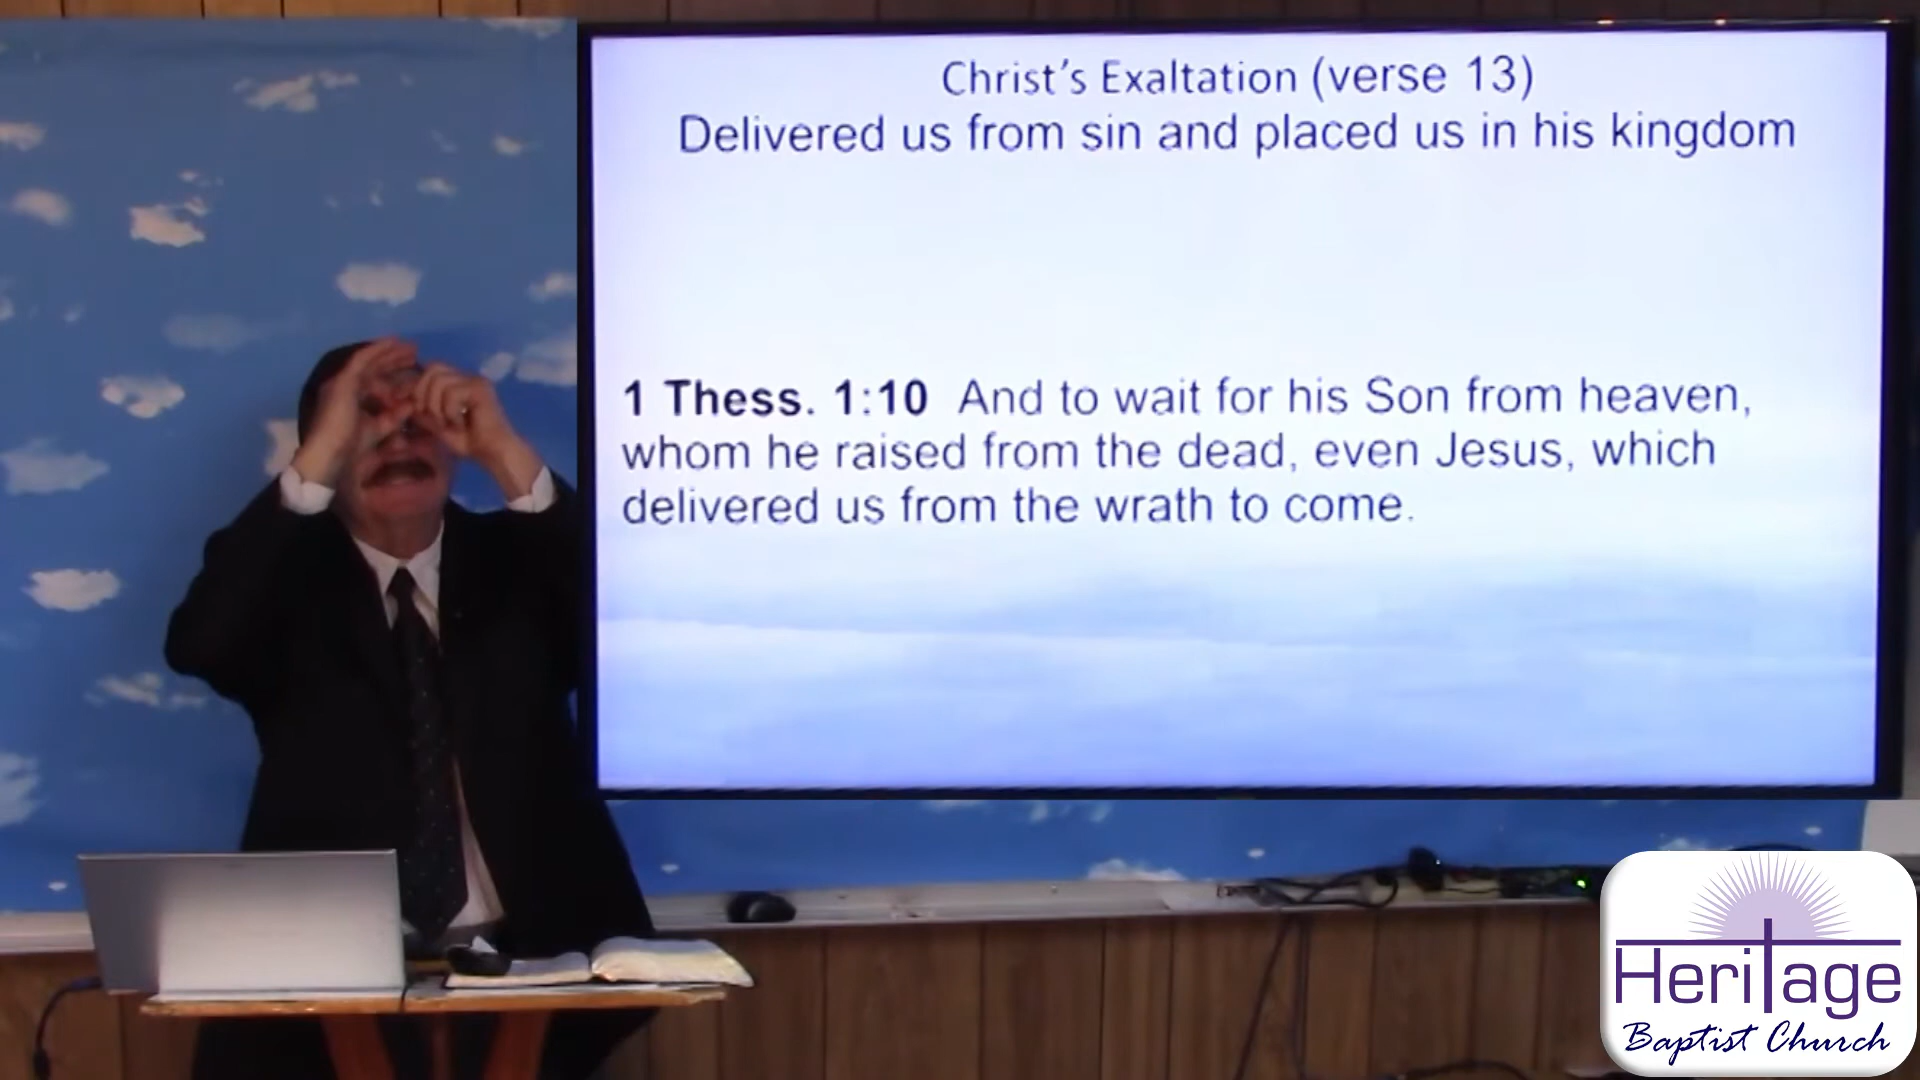 Christ's Exaltation (verse 13)
Delivered us from sin and placed us in his kingdom
1 Thess. 1:10 And to wait for his Son from heaven,
whom he raised from the dead, even Jesus, which
delivered us from the wrath to come.
Heritage
Baptist Church